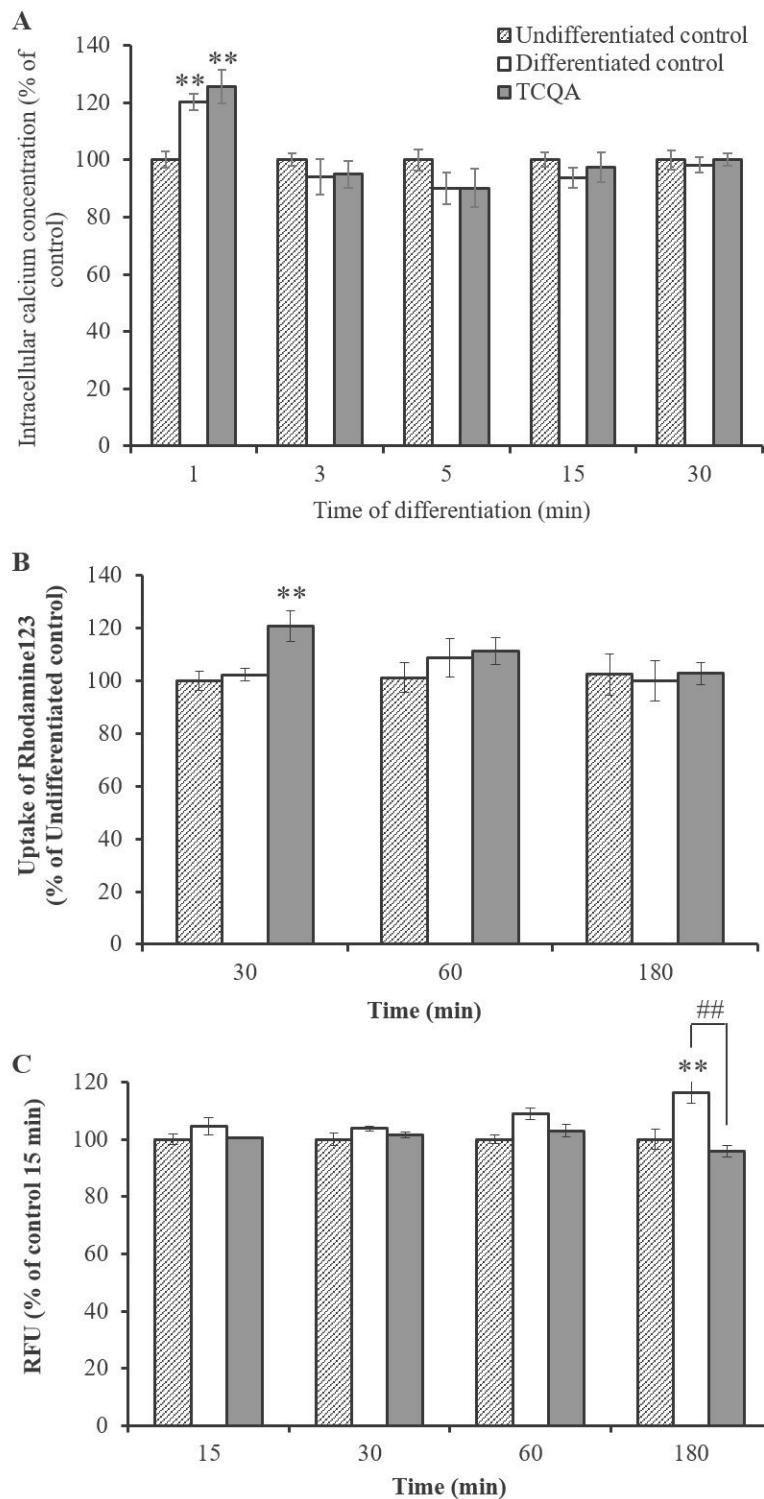 A
Intracellular calcium concentration (% of
control)
140
120
100
80
60
40
20
0
** **
Undifferentiated control
Differentiated control
TCQA
1 3 5 15 30
Time of differentiation (min)
B
Uptake of Rhodamine123
(% of Undifferentiated control)
140
120
100
80
60
40
20
0
**
30 60 180
Time (min)
C
RFU (% of control 15 min)
120
100
80
60
40
20
0
##
**
15 30 60 180
Time (min)